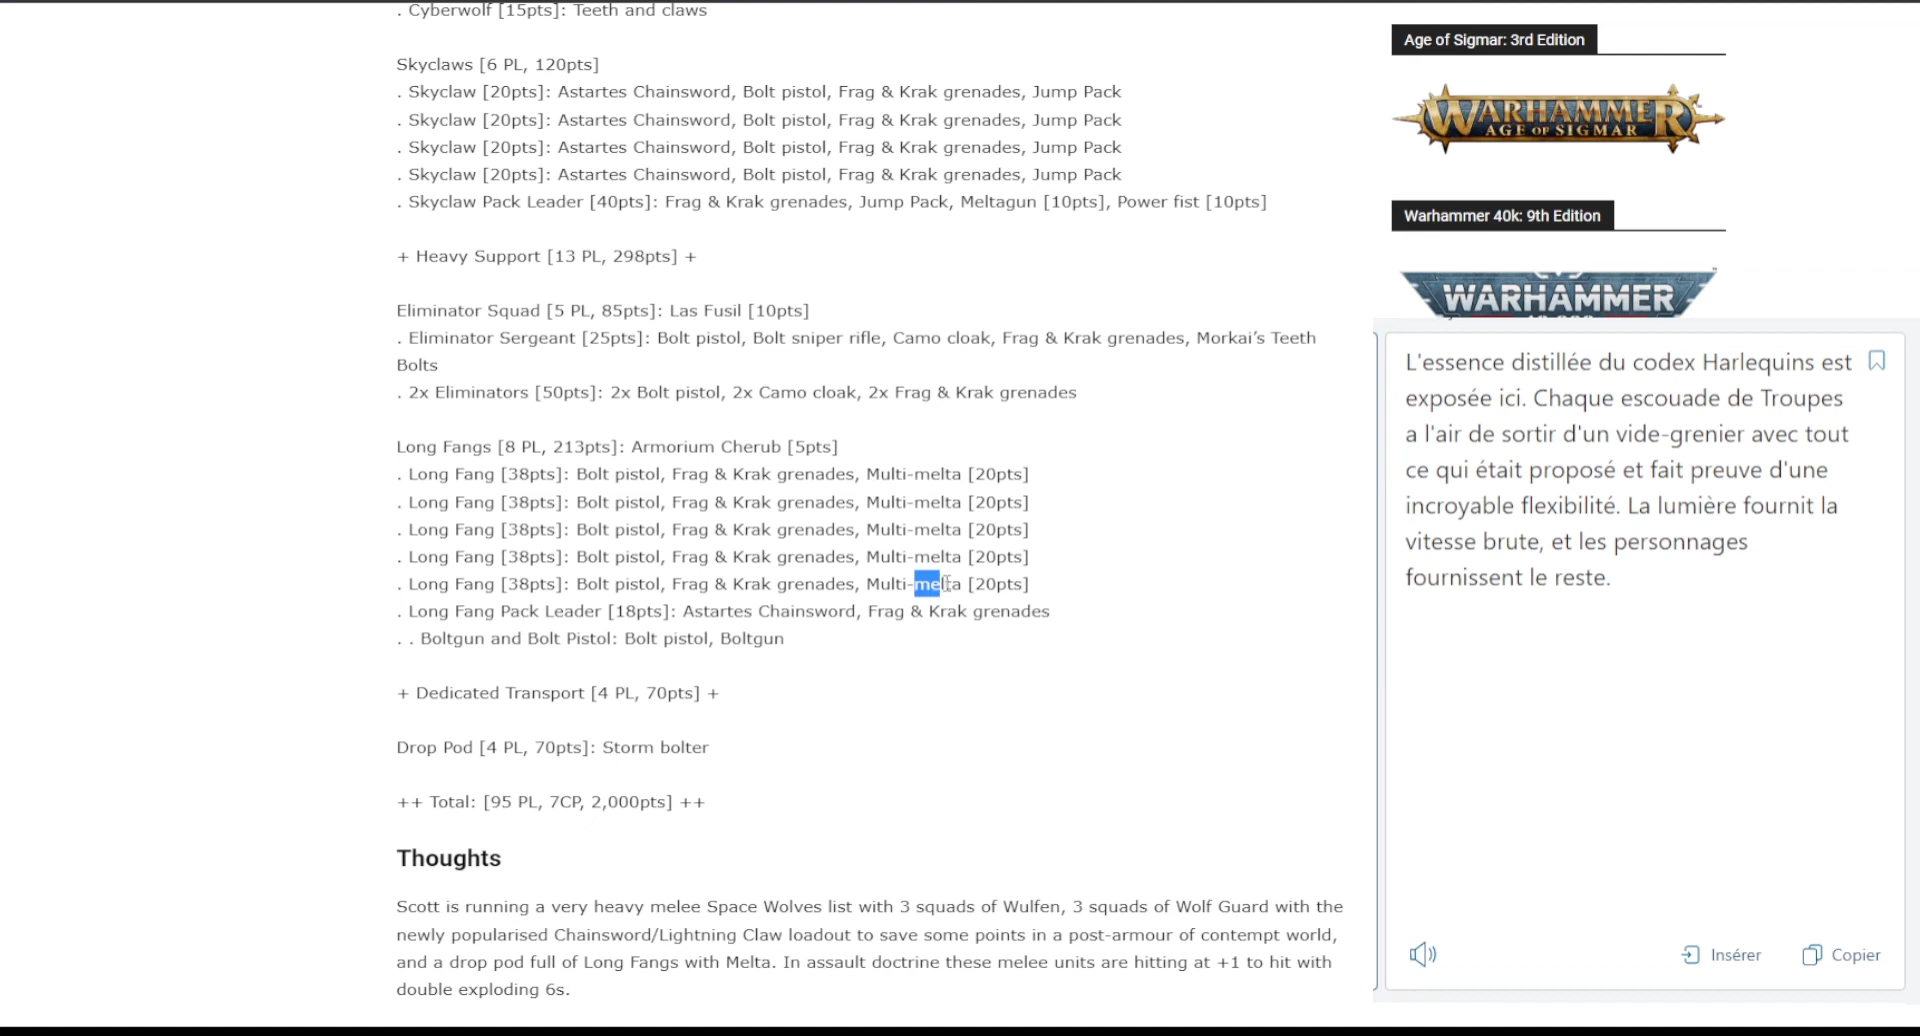 . Cyberwolf [15pts]: Teeth and claws
Skyclaws [6 PL, 120pts]
. Skyclaw [20pts]: Astartes Chainsword, Bolt pistol, Frag & Krak grenades, Jump Pack
. Skyclaw [20pts]: Astartes Chainsword, Bolt pistol, Frag & Krak grenades, Jump Pack
. Skyclaw [20pts]: Astartes Chainsword, Bolt pistol, Frag & Krak grenades, Jump Pack
. Skyclaw [20pts]: Astartes Chainsword, Bolt pistol, Frag & Krak grenades, Jump Pack
. Skyclaw Pack Leader [40pts]: Frag & Krak grenades, Jump Pack, Meltagun [10pts], Power fist [10pts]
+ Heavy Support [13 PL, 298pts] +
Eliminator Squad [5 PL, 85pts]: Las Fusil [10pts]
. Eliminator Sergeant [25pts]: Bolt pistol, Bolt sniper rifle, Camo cloak, Frag & Krak grenades, Morkai’s Teeth
Bolts
. 2x Eliminators [50pts]: 2x Bolt pistol, 2x Camo cloak, 2x Frag & Krak grenades
Long Fangs [8 PL, 213pts]: Armorium Cherub [5pts]
. Long Fang [38pts]: Bolt pistol, Frag & Krak grenades, Multi-melta [20pts]
. Long Fang [38pts]: Bolt pistol, Frag & Krak grenades, Multi-melta [20pts]
. Long Fang [38pts]: Bolt pistol, Frag & Krak grenades, Multi-melta [20pts]
. Long Fang [38pts]: Bolt pistol, Frag & Krak grenades, Multi-melta [20pts]
. Long Fang [38pts]: Bolt pistol, Frag & Krak grenades, Multi-melta [20pts]
. Long Fang Pack Leader [18pts]: Astartes Chainsword, Frag & Krak grenades
. . Boltgun and Bolt Pistol: Bolt pistol, Boltgun
+ Dedicated Transport [4 PL, 70pts] +
Drop Pod [4 PL, 70pts]: Storm bolter
++ Total: [95 PL, 7CP, 2,000pts] ++
Thoughts
Scott is running a very heavy melee Space Wolves list with 3 squads of Wulfen, 3 squads of Wolf Guard with the
newly popularised Chainsword/Lightning Claw loadout to save some points in a post-armour of contempt world,
and a drop pod full of Long Fangs with Melta. In assault doctrine these melee units are hitting at +1 to hit with
double exploding 6s.
Age of Sigmar: 3rd Edition
WARHAMMER
AGE OF SIGMAR
Warhammer 40k: 9th Edition
WARHAMMER
L'essence distillée du codex Harlequins est
exposée ici. Chaque escouade de Troupes
a l'air de sortir d'un vide-grenier avec tout
ce qui était proposé et fait preuve d'une
incroyable flexibilité. La lumière fournit la
vitesse brute, et les personnages
fournissent le reste.
Insérer
Copier